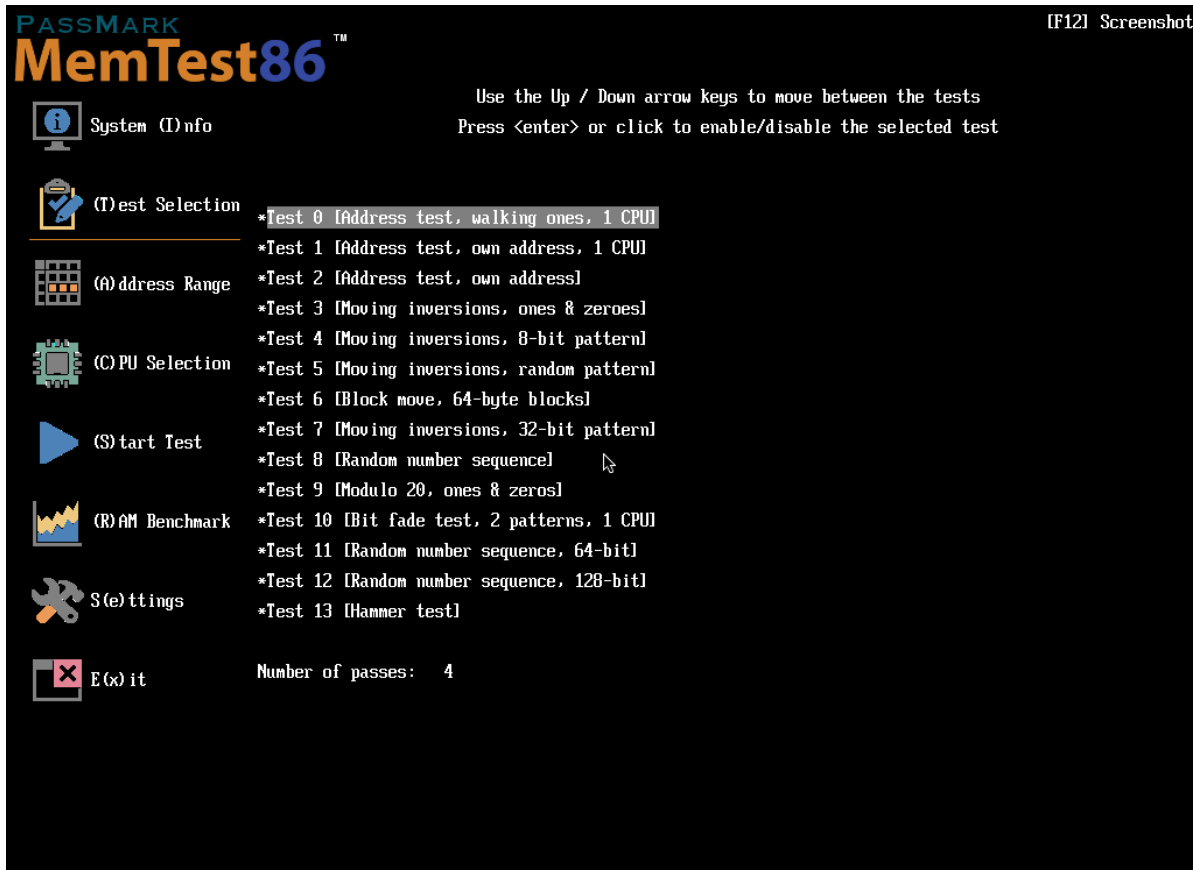 PASSMARK
MemTest86™
[F12] Screenshot
Use the Up / Down arrow keys to move between the tests
Press <enter> or click to enable/disable the selected test
System (I)nfo
(T)est Selection
(A)ddress Range
(C)PU Selection
(S)tart Test
(R)AM Benchmark
S(e)ttings
E(x)it
*Test 0 [Address test, walking ones, 1 CPU]
*Test 1 [Address test, own address, 1 CPU]
*Test 2 [Address test, own address]
*Test 3 [Moving inversions, ones & zeroes]
*Test 4 [Moving inversions, 8-bit pattern]
*Test 5 [Moving inversions, random pattern]
*Test 6 [Block move, 64-byte blocks]
*Test 7 [Moving inversions, 32-bit pattern]
*Test 8 [Random number sequence]
*Test 9 [Modulo 20, ones & zeros]
*Test 10 [Bit fade test, 2 patterns, 1 CPU]
*Test 11 [Random number sequence, 64-bit]
*Test 12 [Random number sequence, 128-bit]
*Test 13 [Hammer test]
Number of passes: 4